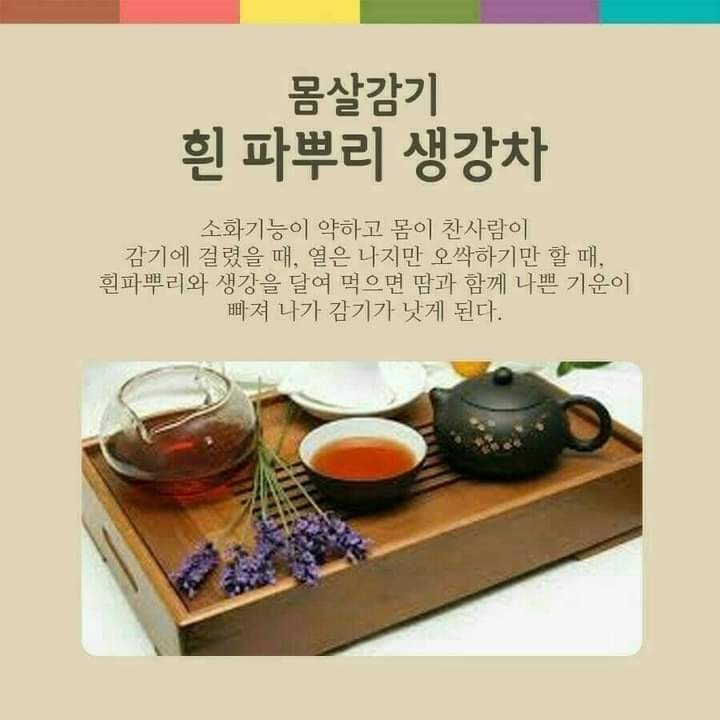 몸살감기
흰 파뿌리 생강차
소화기능이 약하고 몸이 찬사람이
감기에 걸렸을 때, 열은 나지만 오싹하기만 할 때,
흰파뿌리와 생강을 달여 먹으면 땀과 함께 나쁜 기운이
빠져 나가 감기가 낫게 된다.